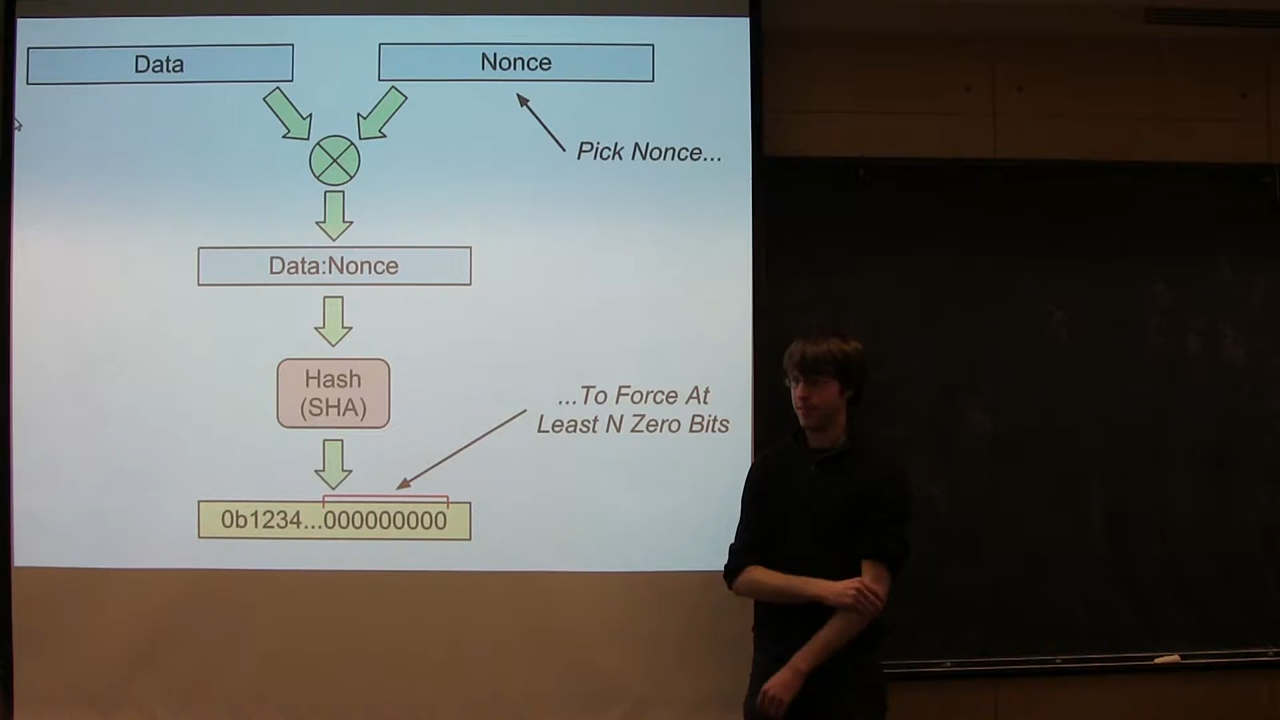 Data
Nonce
Pick Nonce...
Data:Nonce
Hash
(SHA)
...To Force At
Least N Zero Bits
0b1234...000000000